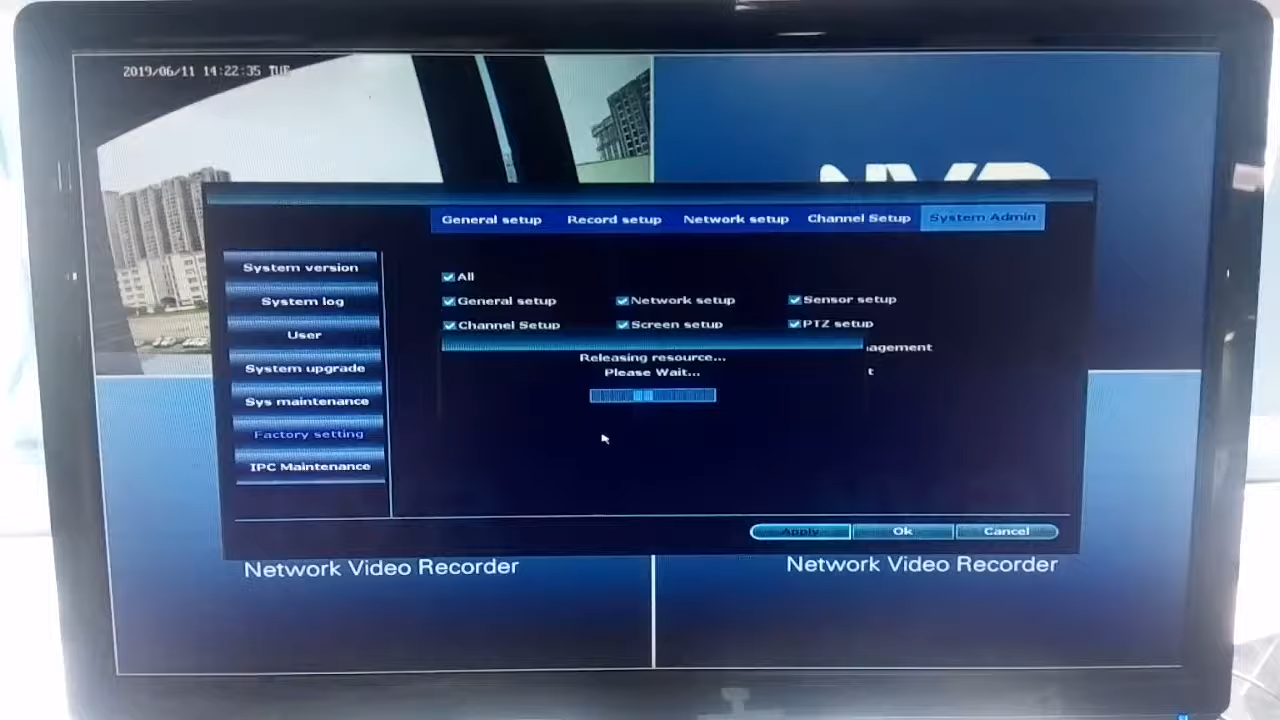 2019/06/11 14:22:35 TUE
NVR
General setup Record setup Network setup Channel Setup System Admin
System version
System log
User
System upgrade
Sys maintenance
Factory setting
IPC Maintenance
All
General setup Network setup Sensor setup
Channel Setup Screen setup PTZ setup
agement
t
Releasing resource...
Please Wait...
Apply Ok Cancel
Network Video Recorder Network Video Recorder